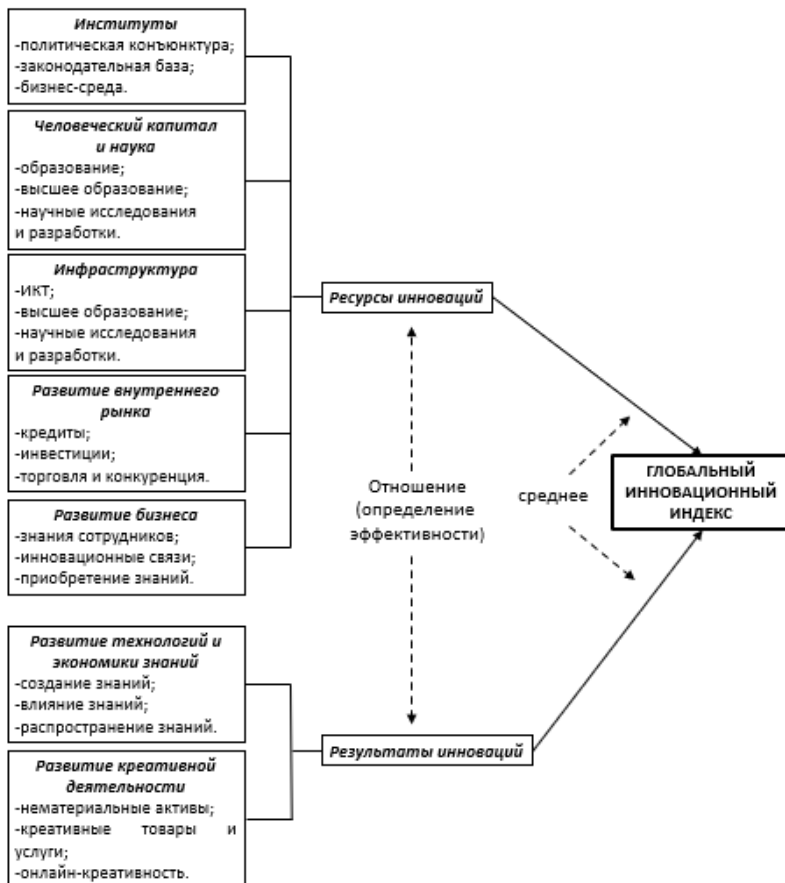 Институты
-политическая конъюнктура;
-законодательная база;
-бизнес-среда.
Человеческий капитал
и наука
-образование;
-высшее образование;
-научные исследования
и разработки.
Инфраструктура
-ИКТ;
-высшее образование;
-научные исследования
и разработки.
Развитие внутреннего
рынка
-кредиты;
-инвестиции;
-торговля и конкуренция.
Развитие бизнеса
-знания сотрудников;
-инновационные связи;
-приобретение знаний.
Развитие технологий и
экономики знаний
-создание знаний;
-влияние знаний;
-распространение знаний.
Развитие креативной
деятельности
-нематериальные активы;
-креативные товары и
услуги;
-онлайн-креативность.
Ресурсы инноваций
Отношение
(определение
эффективности)
Результаты инноваций
среднее
ГЛОБАЛЬНЫЙ
ИННОВАЦИОННЫЙ
ИНДЕКС